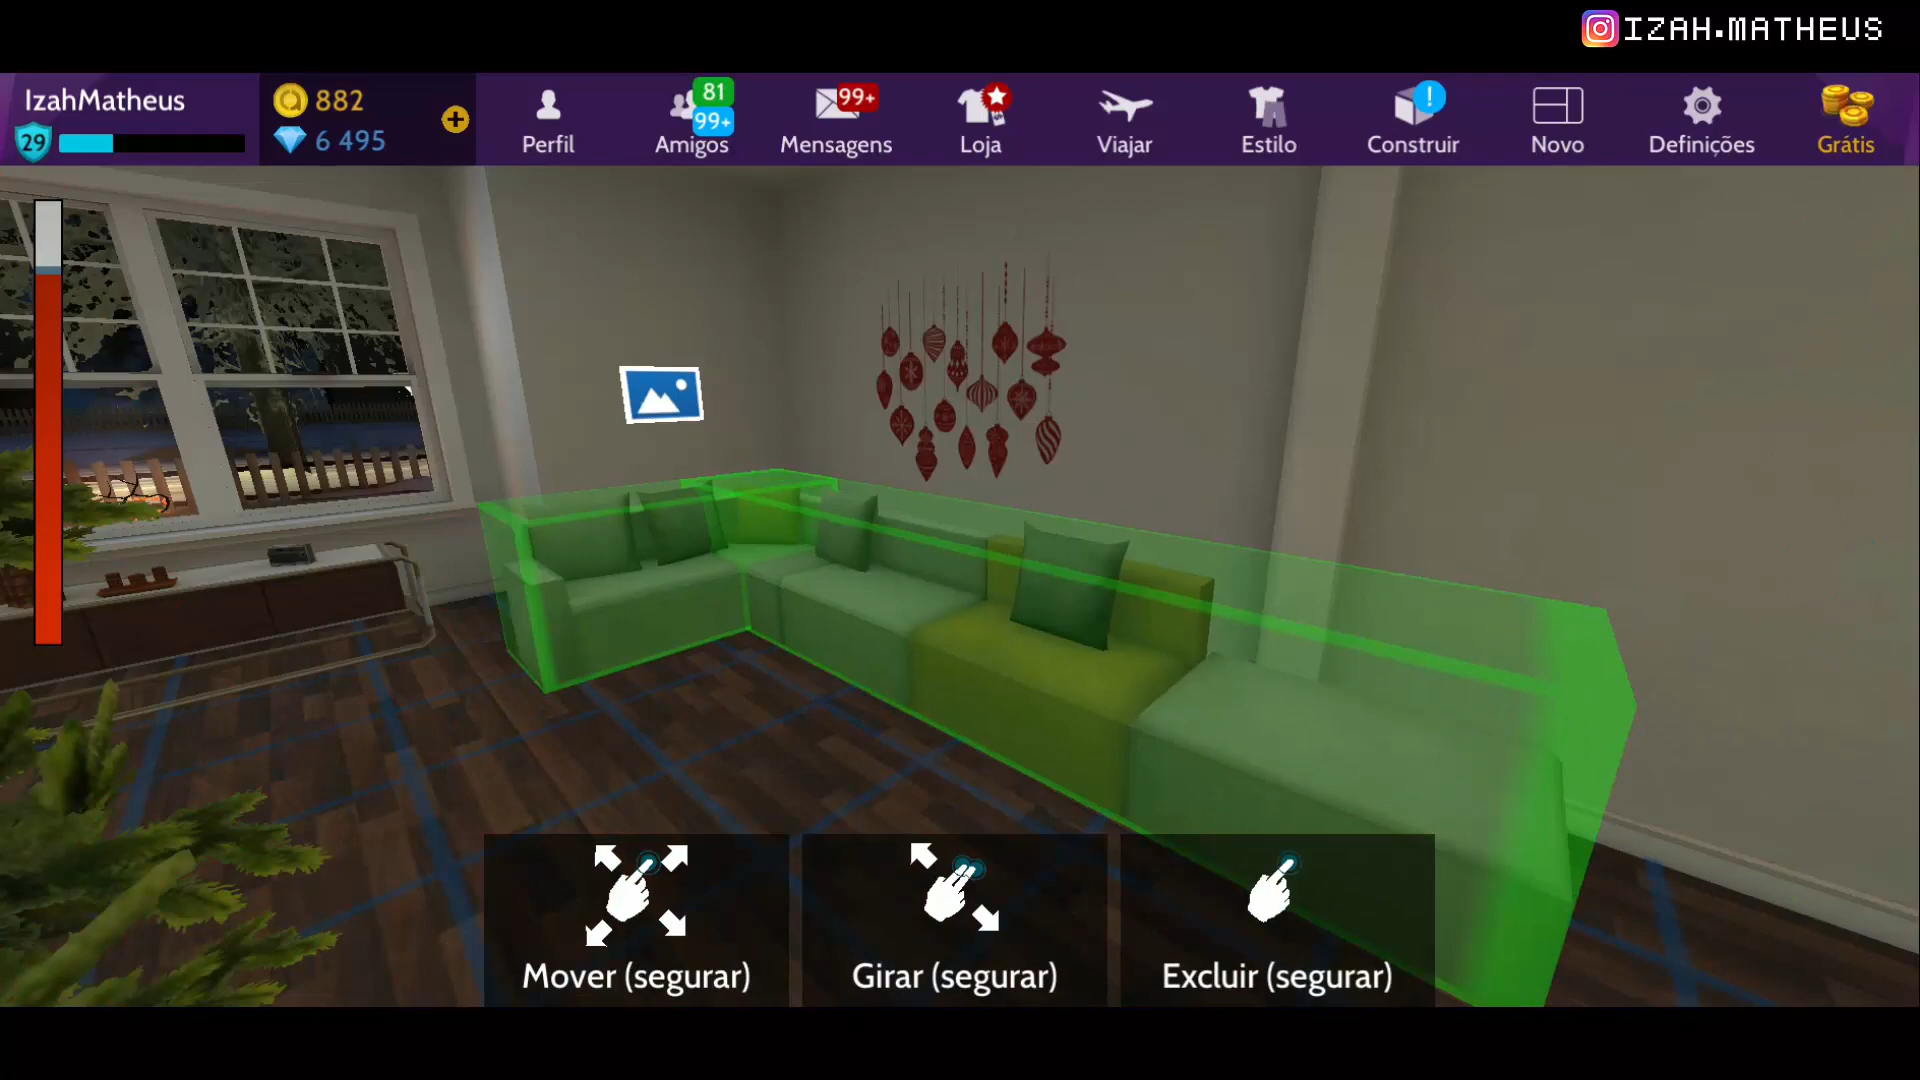 IZAH.MATHEUS
IzahMatheus
29
882
6 495
Perfil
81
99+
Amigos
99+
Mensagens
Loja
Viajar
Estilo
!
Construir
Novo
Definições
Grátis
Mover (segurar)
Girar (segurar)
Excluir (segurar)